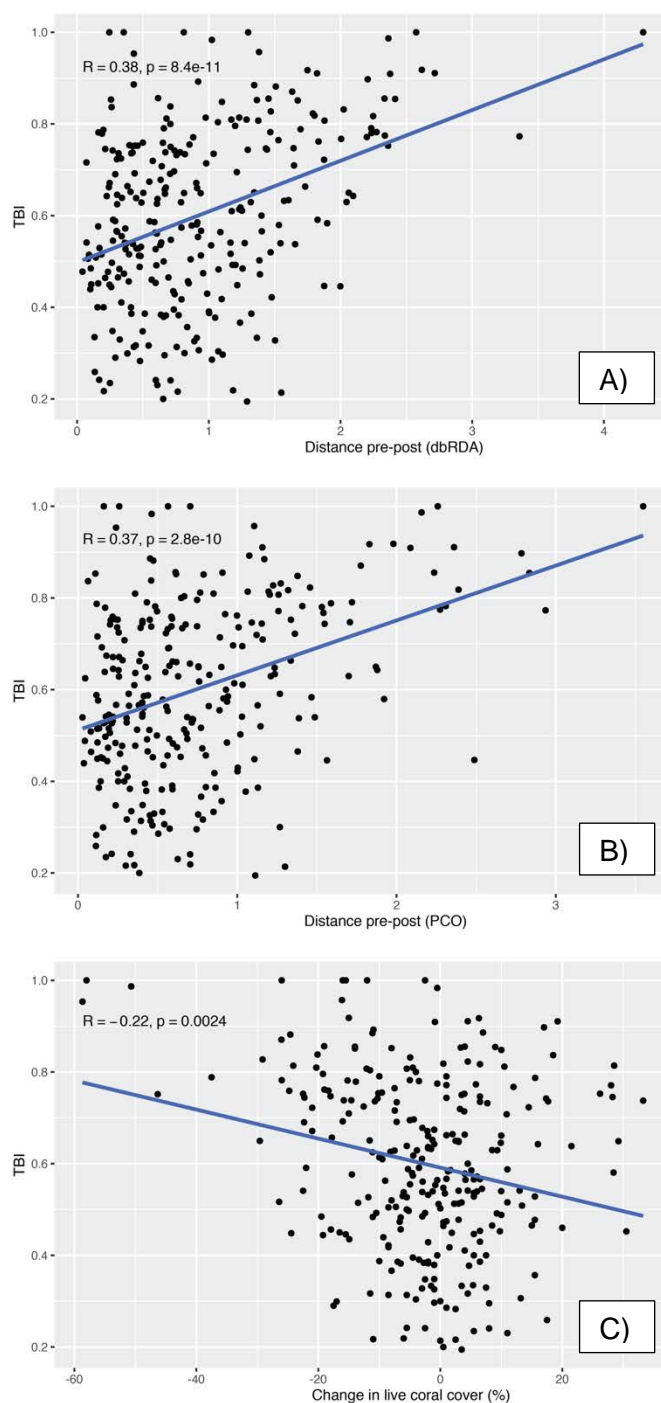 1.0
R = 0.38, p = 8.4e-11
0.8
TBI
0.6
0.4
0.2
A)
0 1 2 3 4
Distance pre-post (dbRDA)
1.0
R = 0.37, p = 2.8e-10
0.8
TBI
0.6
0.4
0.2
B)
0 1 2 3
Distance pre-post (PCO)
1.0
R = −0.22, p = 0.0024
0.8
TBI
0.6
0.4
0.2
C)
-60 -40 -20 0 20
Change in live coral cover (%)